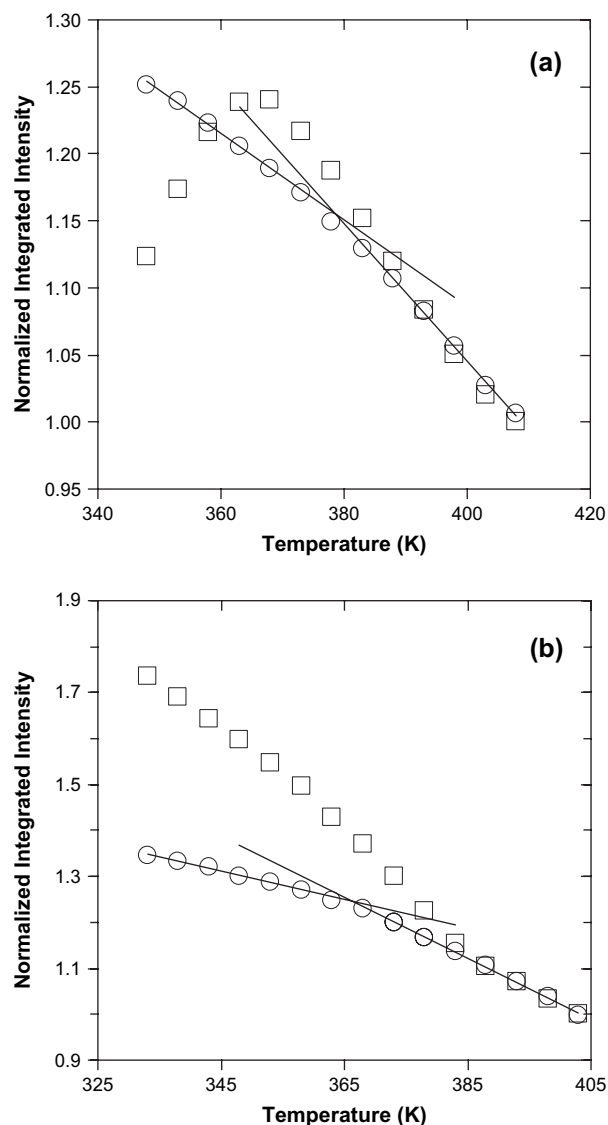 1.30
(a)
1.25
1.20
1.15
1.10
1.05
1.00
0.95
Normalized Integrated Intensity
340 360 380 400 420
Temperature (K)
1.9
(b)
1.7
1.5
1.3
1.1
0.9
Normalized Integrated Intensity
325 345 365 385 405
Temperature (K)